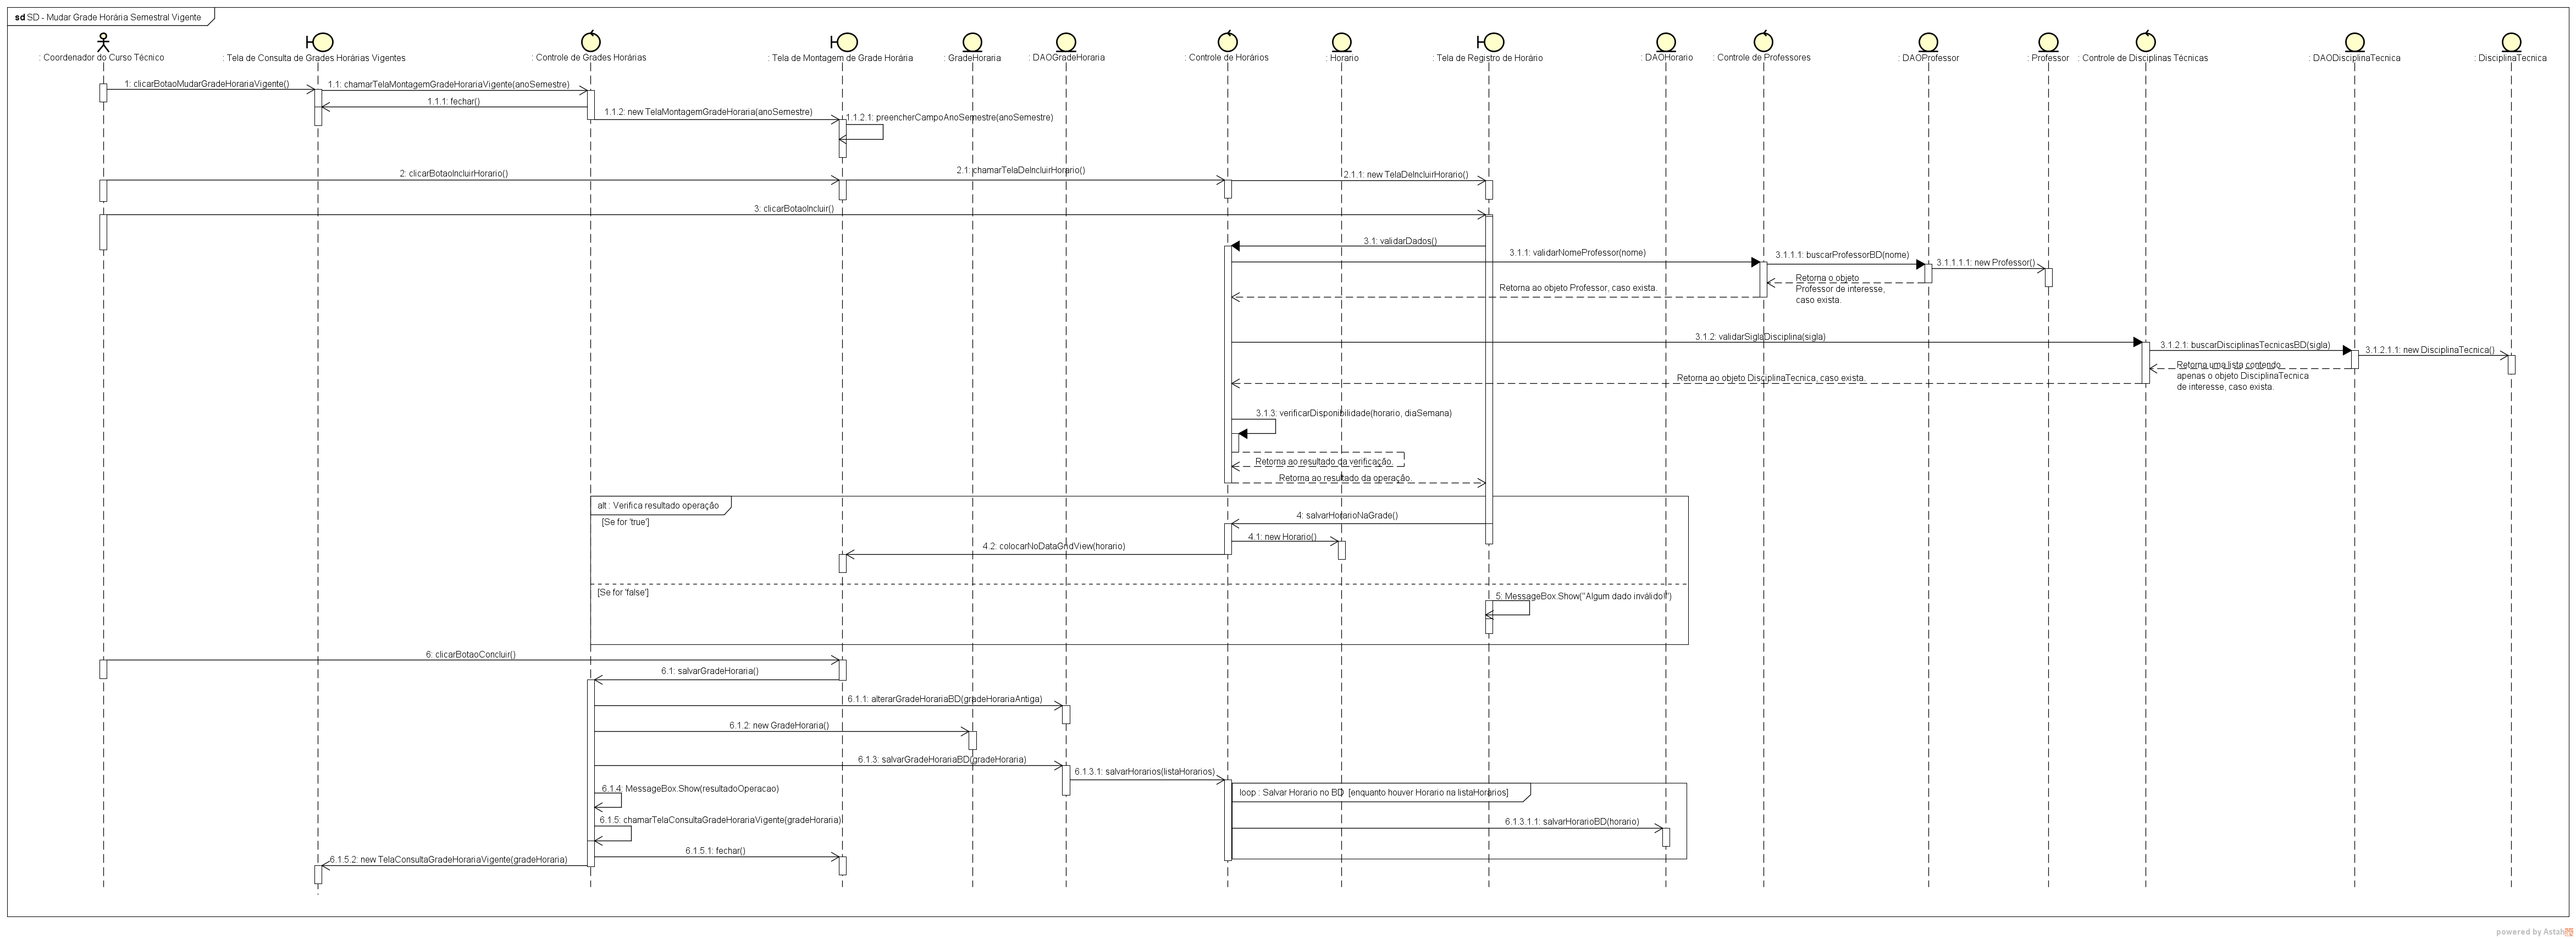 sd SD - Mudar Grade Horária Semestral Vigente
: Coordenador do Curso Técnico
: Tela de Consulta de Grades Horárias Vigentes
: Controle de Grades Horárias
: Tela de Montagem de Grade Horária
: GradeHoraria
: DAOGradeHoraria
: Controle de Horários
: Horario
: Tela de Registro de Horário
: DAOHorario
: Controle de Professores
: DAOProfessor
: Professor
: Controle de Disciplinas Técnicas
: DAODisciplinaTecnica
: DisciplinaTecnica
1: clicarBotaoMudarGradeHorariaVigente()
1.1: chamarTelaMontagemGradeHorariaVigente(anoSemestre)
1.1.1: fechar()
1.1.2: new TelaMontagemGradeHoraria(anoSemestre)
1.1.2.1: preencherCampoAnoSemestre(anoSemestre)
2: clicarBotaoIncluirHorario()
2.1: chamarTelaDeIncluirHorario()
2.1.1: new TelaDeIncluirHorario()
3: clicarBotaoIncluir()
3.1: validarDados()
3.1.1: validarNomeProfessor(nome)
3.1.1.1: buscarProfessorBD(nome)
3.1.1.1.1: new Professor()
Retorna o objeto
Professor de interesse,
caso exista.
Retorna ao objeto Professor, caso exista.
3.1.2: validarSiglaDisciplina(sigla)
3.1.2.1: buscarDisciplinasTecnicasBD(sigla)
3.1.2.1.1: new DisciplinaTecnica()
Retorna uma lista contendo
apenas o objeto DisciplinaTecnica
de interesse, caso exista.
Retorna ao objeto DisciplinaTecnica, caso exista.
3.1.3: verificarDisponibilidade(horario, diaSemana)
Retorna ao resultado da verificação.
Retorna ao resultado da operação.
alt : Verifica resultado operação
[Se for 'true']
4: salvarHorarioNaGrade()
4.1: new Horario()
4.2: colocarNoDataGridView(horario)
[Se for 'false']
5: MessageBox.Show("Algum dado inválido!")
6: clicarBotaoConcluir()
6.1: salvarGradeHoraria()
6.1.1: alterarGradeHorariaBD(gradeHorariaAntiga)
6.1.2: new GradeHoraria()
6.1.3: salvarGradeHorariaBD(gradeHoraria)
6.1.3.1: salvarHorarios(listaHorarios)
6.1.4: MessageBox.Show(resultadoOperacao)
loop : Salvar Horario no BD [enquanto houver Horario na listaHorários]
6.1.5: chamarTelaConsultaGradeHorariaVigente(gradeHoraria)
6.1.3.1.1: salvarHorarioBD(horario)
6.1.5.1: fechar()
6.1.5.2: new TelaConsultaGradeHorariaVigente(gradeHoraria)
powered by Astah